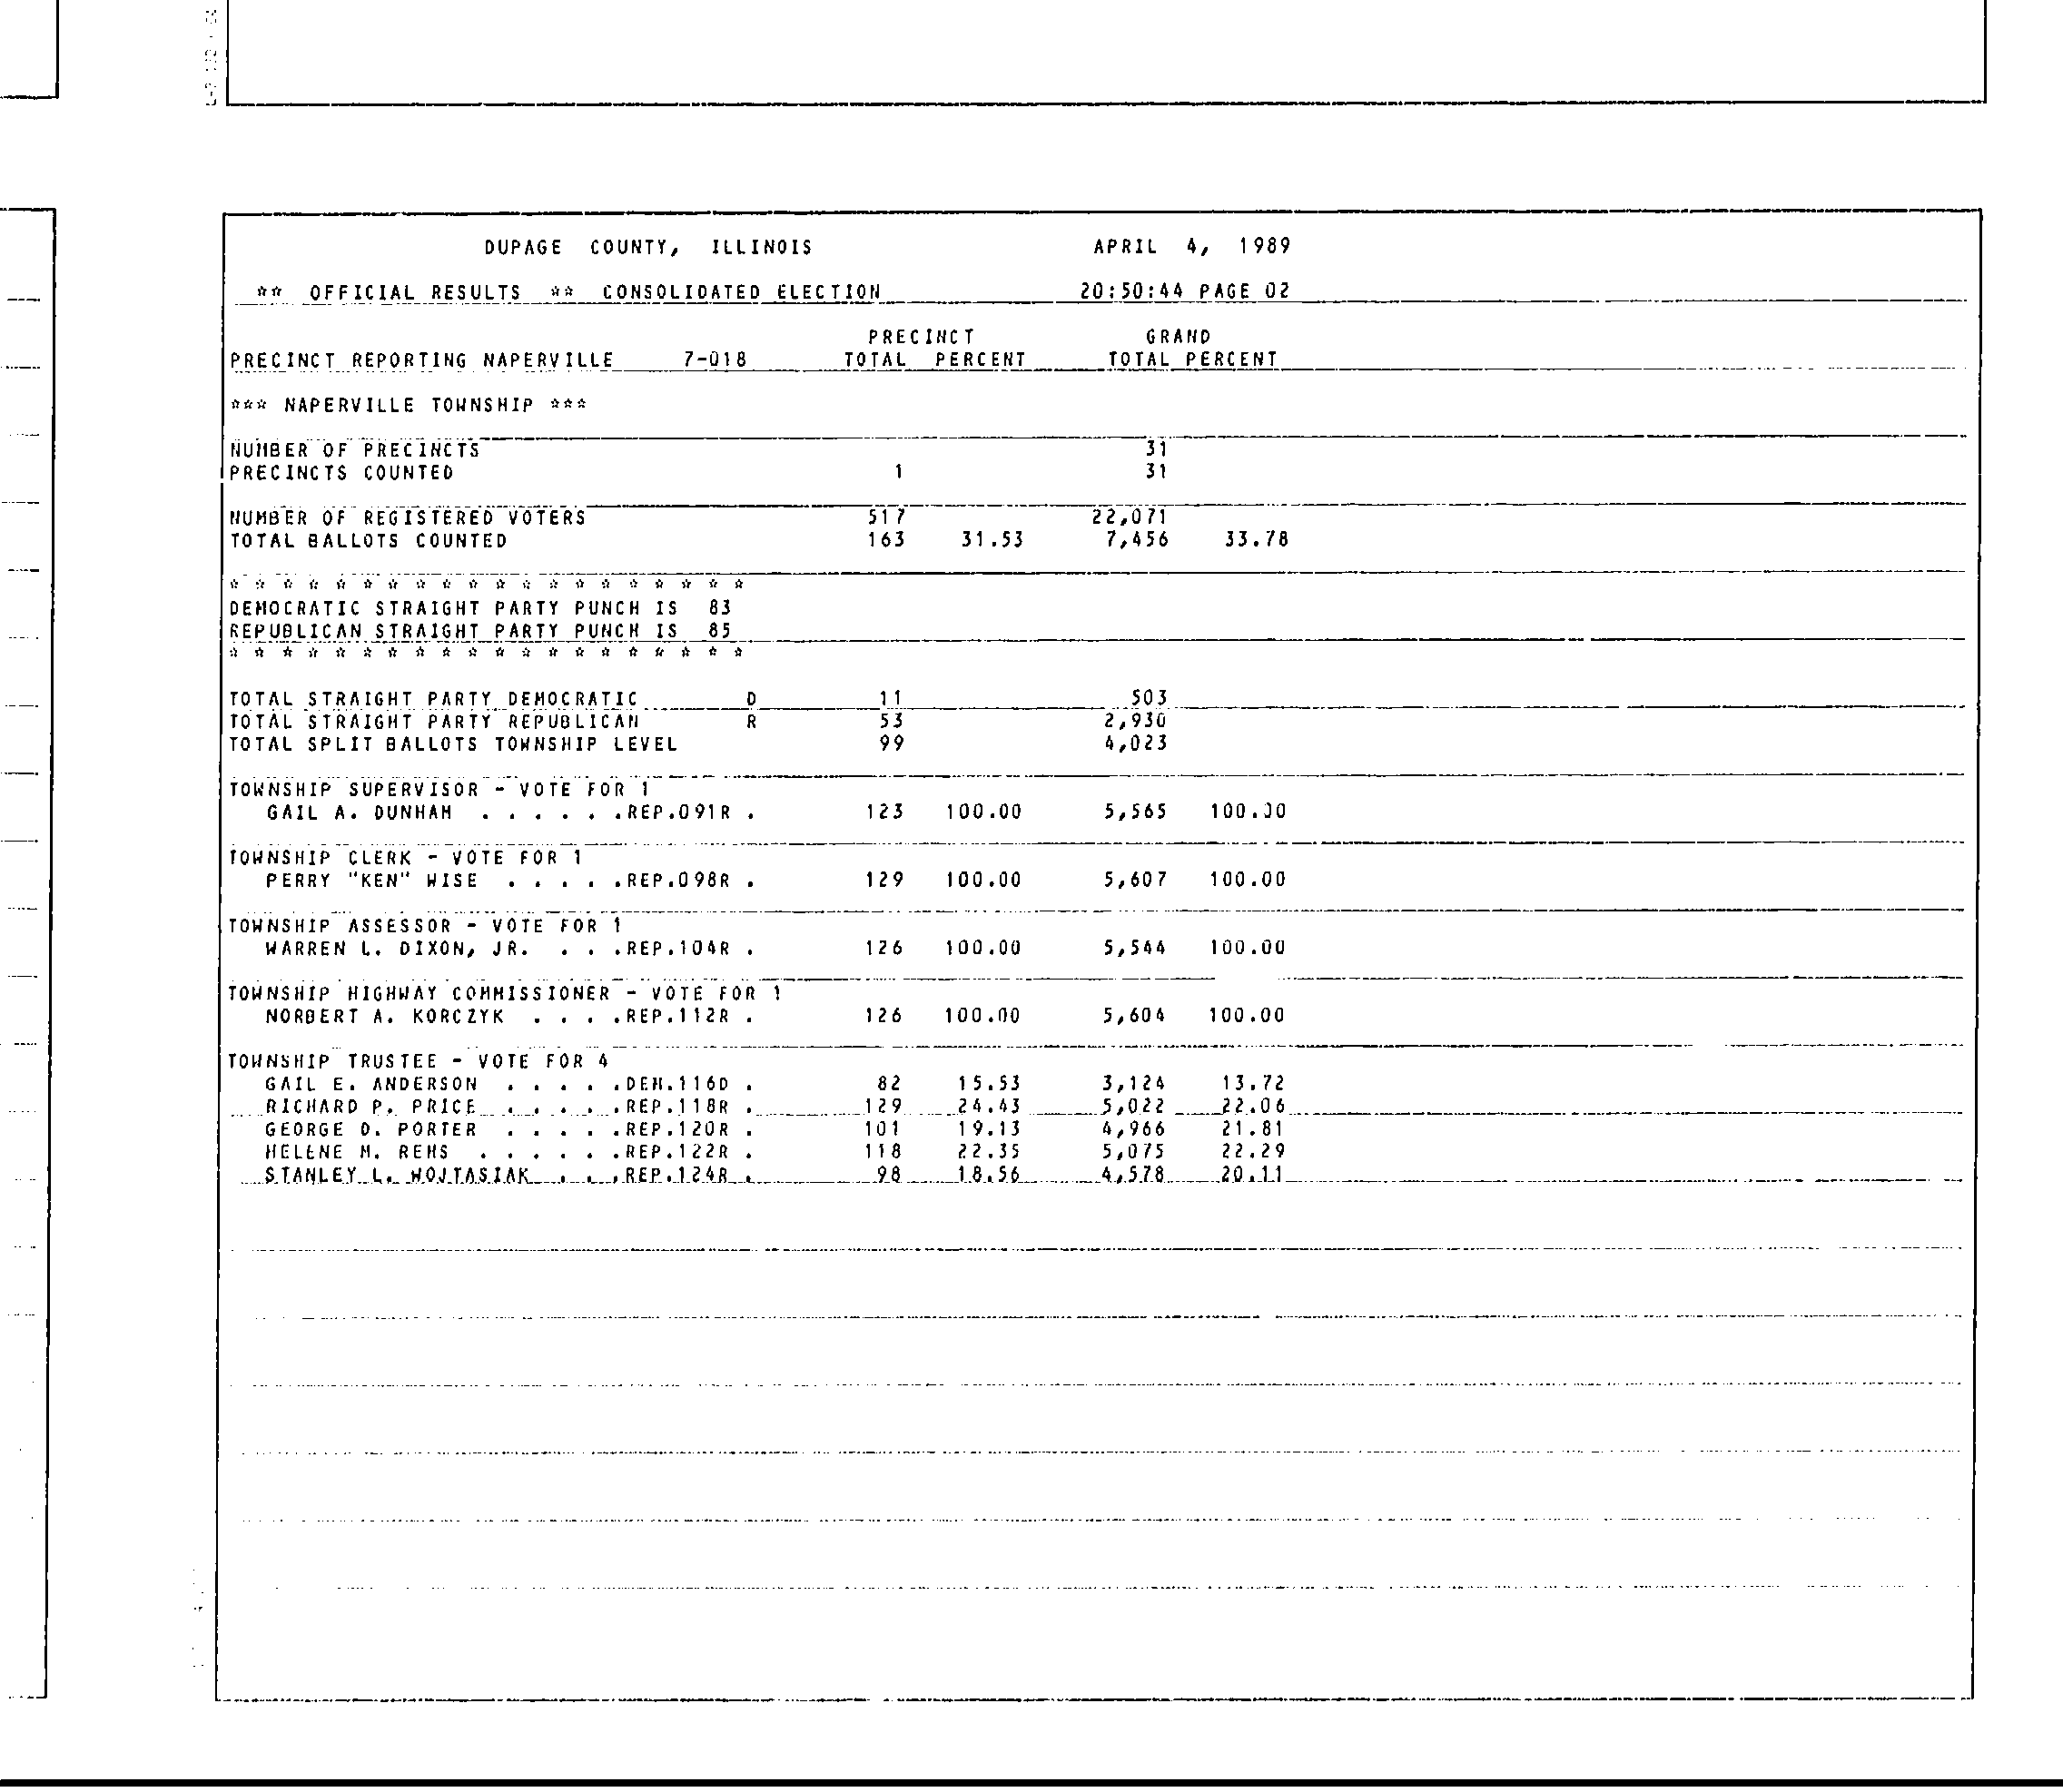 DUPAGE COUNTY, ILLINOIS APRIL 4, 1989
** OFFICIAL RESULTS ** CONSOLIDATED ELECTION 20:50:44 PAGE 02
PRECINCT GRAND
PRECINCT REPORTING NAPERVILLE 7-018 TOTAL PERCENT TOTAL PERCENT
*** NAPERVILLE TOWNSHIP ***
NUMBER OF PRECINCTS 31
PRECINCTS COUNTED 1 31
NUMBER OF REGISTERED VOTERS 517 22,071
TOTAL BALLOTS COUNTED 163 31.53 7,456 33.78
* * * * * * * * * * * * * * * * * * * *
DEMOCRATIC STRAIGHT PARTY PUNCH IS 83
REPUBLICAN STRAIGHT PARTY PUNCH IS 85
* * * * * * * * * * * * * * * * * * * *
TOTAL STRAIGHT PARTY DEMOCRATIC D 11 503
TOTAL STRAIGHT PARTY REPUBLICAN R 53 2,930
TOTAL SPLIT BALLOTS TOWNSHIP LEVEL 99 4,023
TOWNSHIP SUPERVISOR - VOTE FOR 1
GAIL A. DUNHAM . . . . . .REP.091R . 123 100.00 5,565 100.00
TOWNSHIP CLERK - VOTE FOR 1
PERRY "KEN" WISE . . . . .REP.098R . 129 100.00 5,607 100.00
TOWNSHIP ASSESSOR - VOTE FOR 1
WARREN L. DIXON, JR. . . .REP.104R . 126 100.00 5,544 100.00
TOWNSHIP HIGHWAY COMMISSIONER - VOTE FOR 1
NORBERT A. KORCZYK . . . .REP.112R . 126 100.00 5,604 100.00
TOWNSHIP TRUSTEE - VOTE FOR 4
GAIL E. ANDERSON . . . . .DEM.116D . 82 15.53 3,124 13.72
RICHARD P. PRICE . . . . .REP.118R . 129 24.43 5,022 22.06
GEORGE D. PORTER . . . . .REP.120R . 101 19.13 4,966 21.81
HELENE M. REHS . . . . . .REP.122R . 118 22.35 5,075 22.29
STANLEY L. WOJTASIAK . . .REP.124R . 98 18.56 4,578 20.11